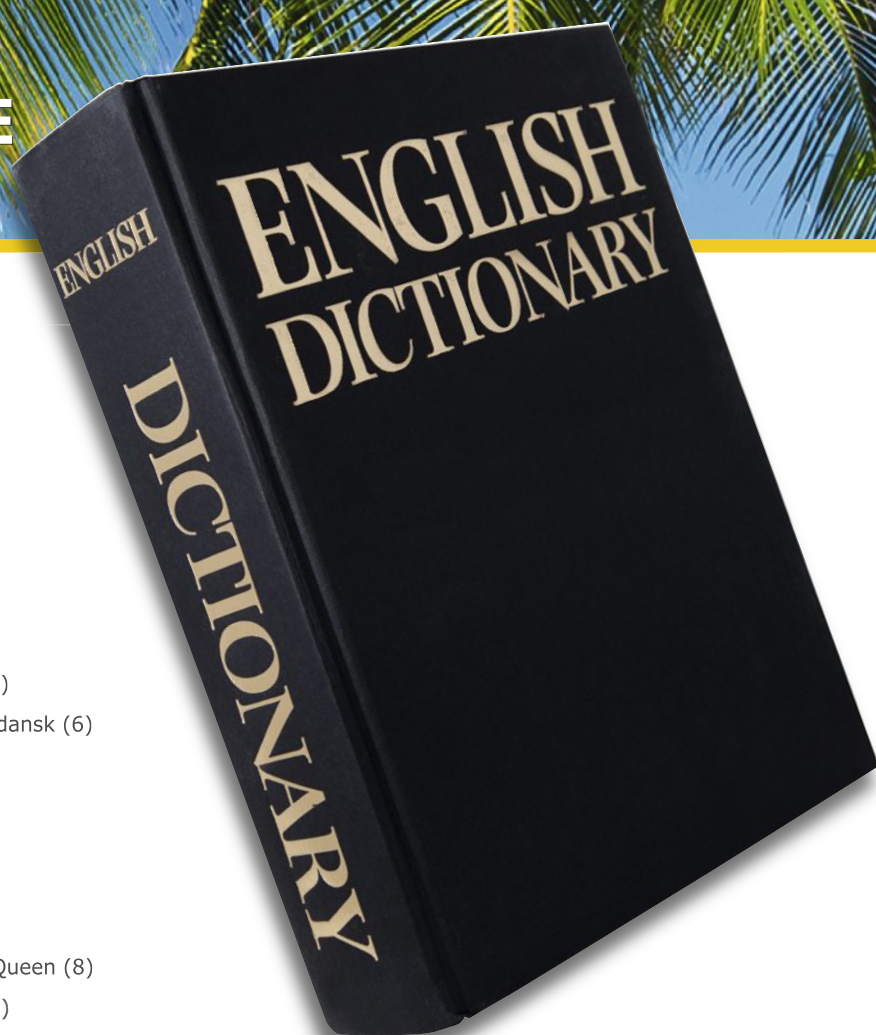 E
ENGLISH
DICTIONARY
ENGLISH
DICTIONARY
)
dansk (6)
Queen (8)
)